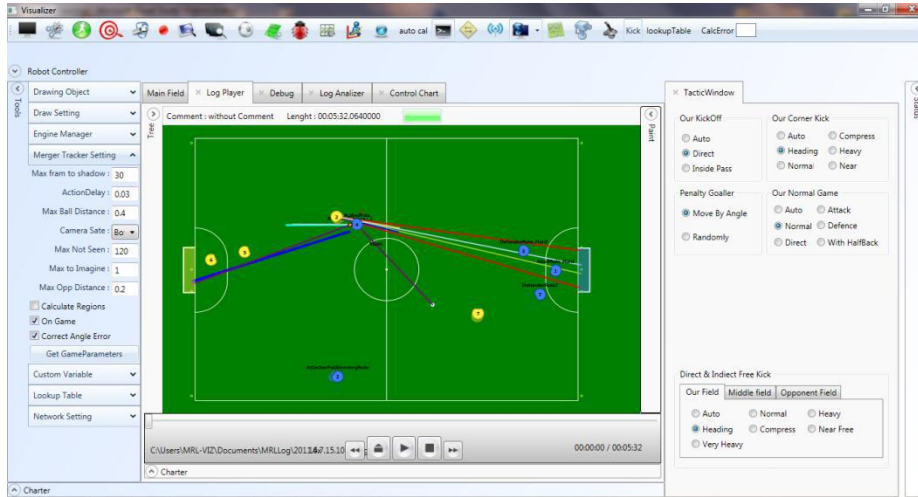 Visualizer
auto cal
Kick lookupTable CalcError
Robot Controller
Tools
Drawing Object
Draw Setting
Engine Manager
Merger Tracker Setting
Max fram to shadow : 30
ActionDelay : 0.03
Max Ball Distance : 0.4
Camera Sate : Bo
Max Not Seen : 120
Max to Imagine : 1
Max Opp Distance : 0.2
Calculate Regions
On Game
Correct Angle Error
Get GameParameters
Custom Variable
Lookup Table
Network Setting
Main Field × Log Player × Debug × Log Analizer × Control Chart
Tree
Comment : without Comment Lenght : 00:05:32.0640000
Paint
C:\Users\MRL-VIZ\Documents\MRLLog\201
00:00:00 / 00:05:32
Charter
Charter
× TacticWindow
Our KickOff
Auto
Direct
Inside Pass
Our Corner Kick
Auto Compress
Heading Heavy
Normal Near
Penalty Goaller
Move By Angle
Randomly
Our Normal Game
Auto Attack
Normal Defence
Direct With HalfBack
Direct & Indiect Free Kick
Our Field Middle field Opponent Field
Auto Normal Heavy
Heading Compress Near Free
Very Heavy
Status